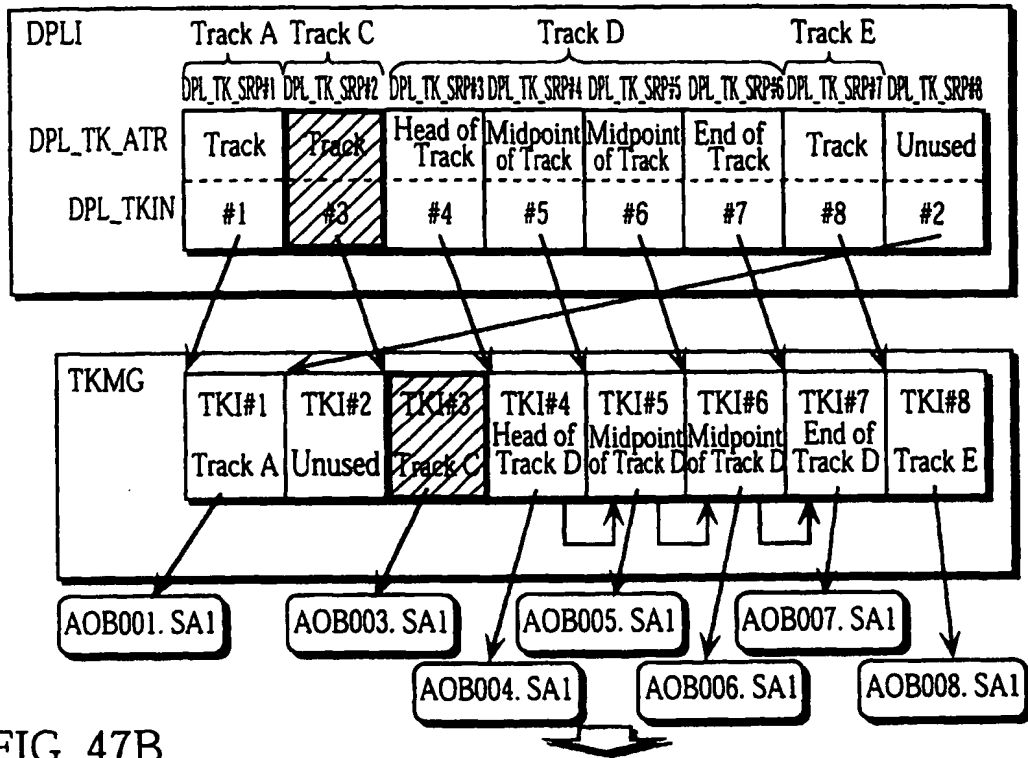 DPLI
Track A Track C Track D Track E
DPL_TK_SRP#1 DPL_TK_SRP#2 DPL_TK_SRP#3 DPL_TK_SRP#4 DPL_TK_SRP#5 DPL_TK_SRP#6 DPL_TK_SRP#7 DPL_TK_SRP#8
DPL_TK_ATR
Track
Track
Head of
Track
Midpoint
of Track
Midpoint
of Track
End of
Track
Track
Unused
DPL_TKIN #1 #3 #4 #5 #6 #7 #8 #2
TKMG
TKI#1
Track A
TKI#2
Unused
TKI#3
Track C
TKI#4
Head of
Track D
TKI#5
Midpoint
of Track D
TKI#6
Midpoint
of Track D
TKI#7
End of
Track D
TKI#8
Track E
AOB001. SA1 AOB003. SA1 AOB005. SA1 AOB007. SA1
AOB004. SA1 AOB006. SA1 AOB008. SA1
FIG. 47B